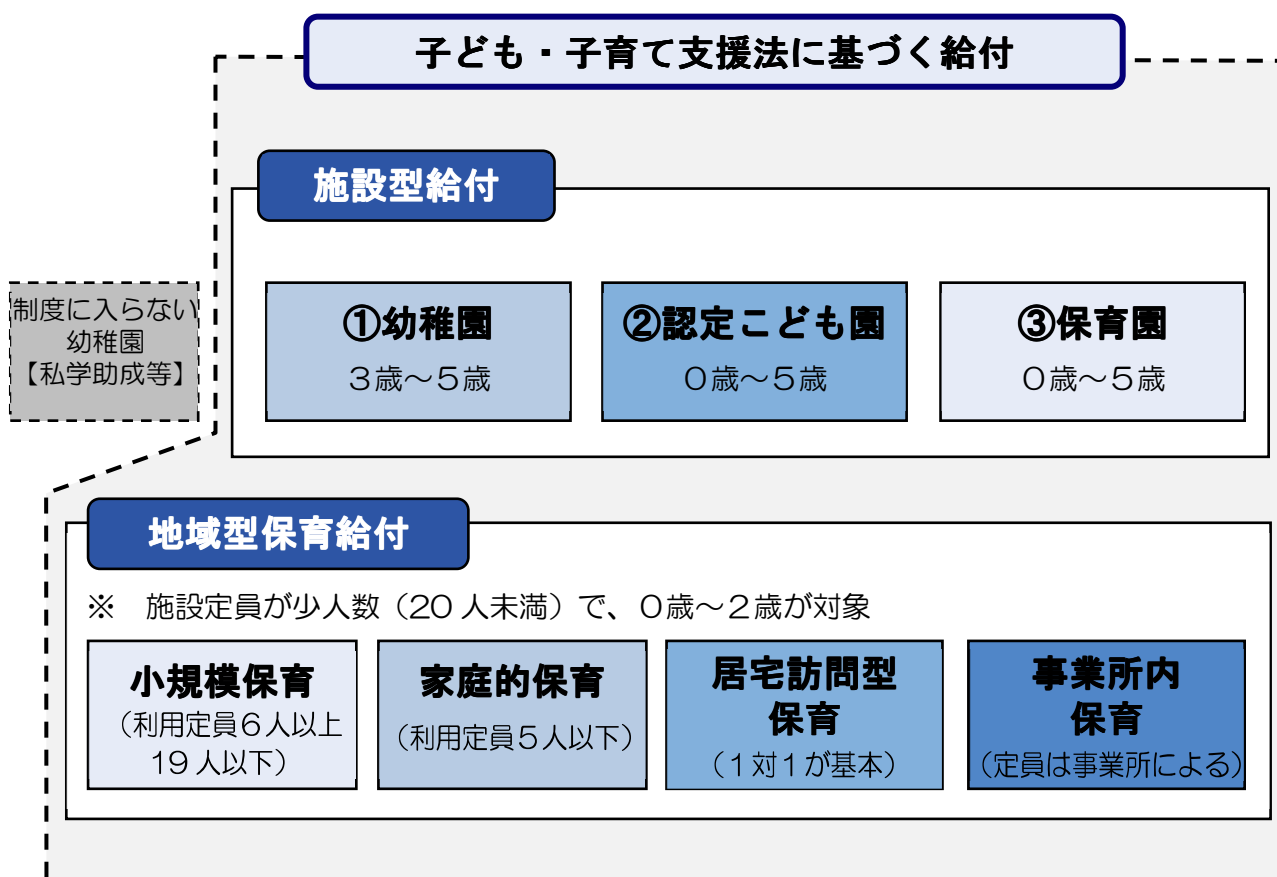 子ども・子育て支援法に基づく給付
施設型給付
制度に入らない
幼稚園
【私学助成等】
①幼稚園
3歳～5歳
②認定こども園
0歳～5歳
③保育園
0歳～5歳
地域型保育給付
※　施設定員が少人数（20人未満）で、0歳～2歳が対象
小規模保育
（利用定員6人以上
19人以下）
家庭的保育
（利用定員5人以下）
居宅訪問型
保育
（1対1が基本）
事業所内
保育
（定員は事業所による）